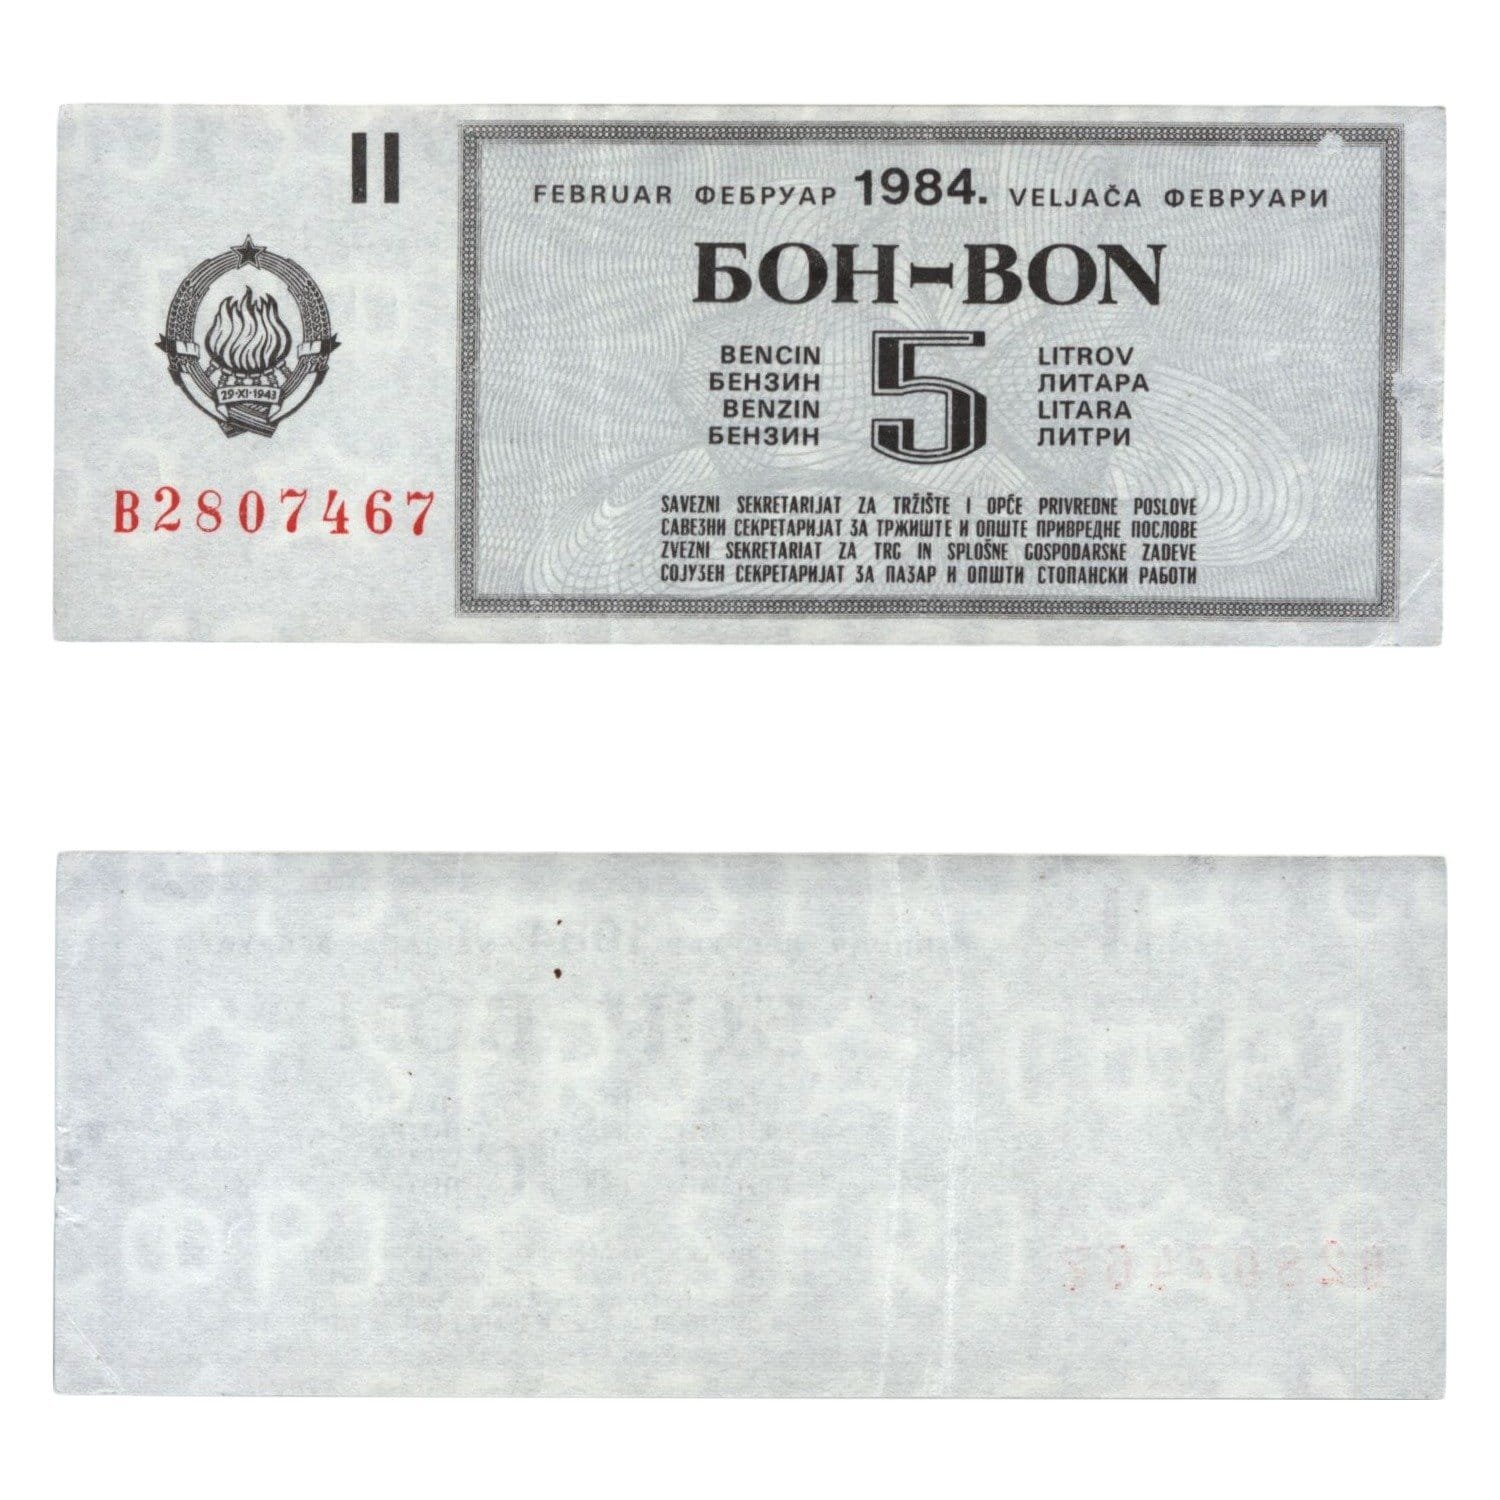 II
FEBRUAR ФЕБРУАР 1984. VELJAČA ФЕВРУАРИ
БОН-BON
BENCIN 5 LITROV
БЕНЗИН ЛИТАРА
BENZIN LITARA
БЕНЗИН ЛИТРИ
29·XI·1943
B2807467
SAVEZNI SEKRETARIJAT ZA TRŽIŠTE I OPĆE PRIVREDNE POSLOVE
САВЕЗНИ СЕКРЕТАРИЈАТ ЗА ТРЖИШТЕ И ОПШТЕ ПРИВРЕДНЕ ПОСЛОВЕ
ZVEZNI SEKRETARIAT ZA TRG IN SPLOŠNE GOSPODARSKE ZADEVE
СОЈУЗЕН СЕКРЕТАРИЈАТ ЗА ПАЗАР И ОПШТИ СТОПАНСКИ РАБОТИ